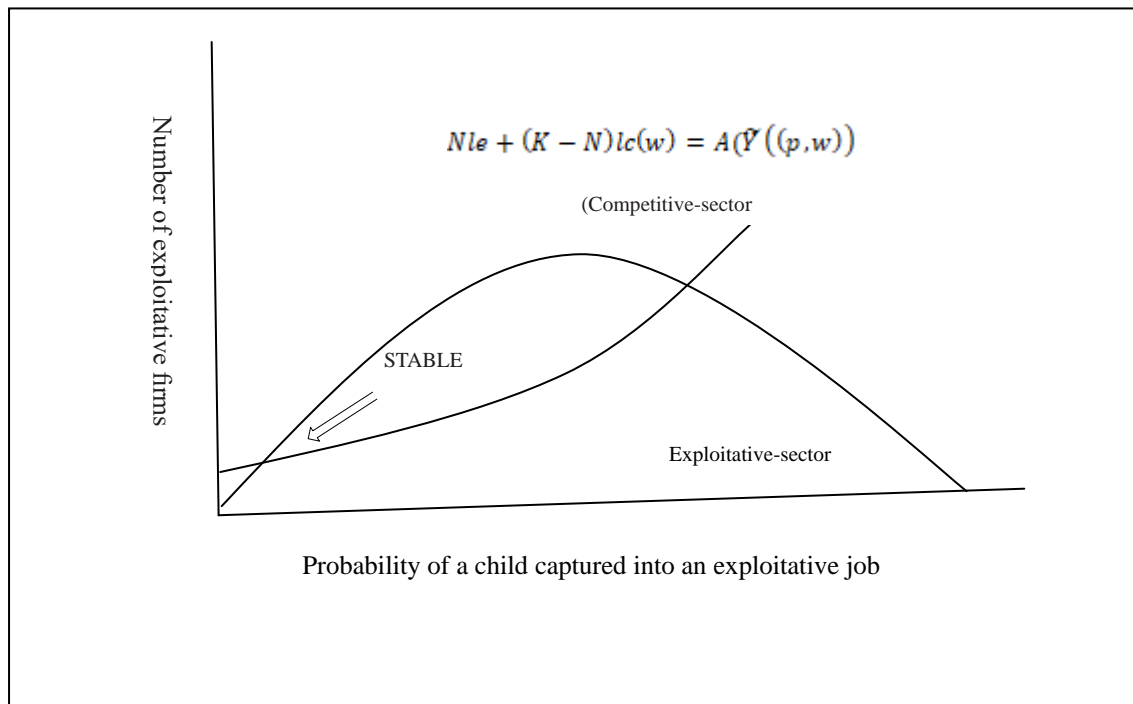 Number of exploitative firms
Nle + (K − N)lc(w) = A(Ỹ((p,w))
(Competitive-sector
STABLE
Exploitative-sector
Probability of a child captured into an exploitative job